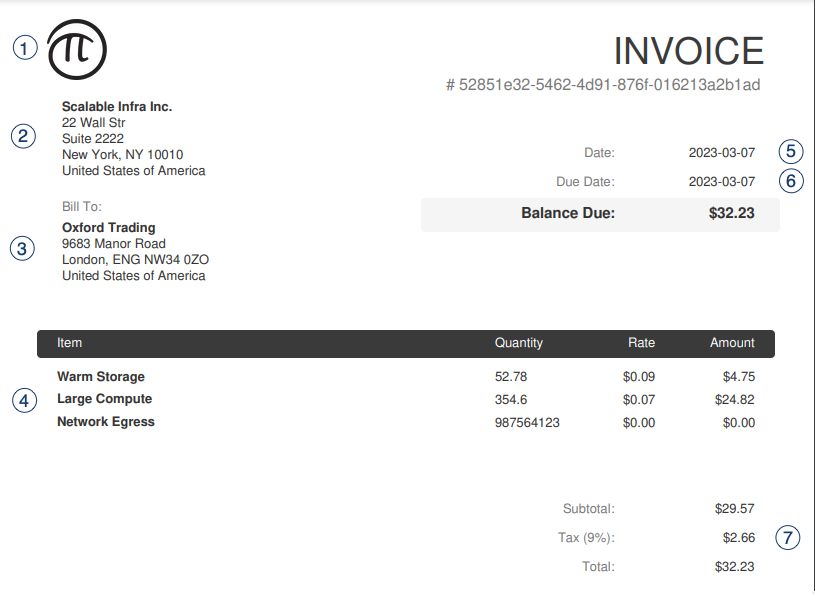 1
π
INVOICE
# 52851e32-5462-4d91-876f-016213a2b1ad
2
Scalable Infra Inc.
22 Wall Str
Suite 2222
New York, NY 10010
United States of America
Date: 2023-03-07 5
Due Date: 2023-03-07 6
Balance Due: $32.23
3
Bill To:
Oxford Trading
9683 Manor Road
London, ENG NW34 0ZO
United States of America
Item Quantity Rate Amount
4
Warm Storage 52.78 $0.09 $4.75
Large Compute 354.6 $0.07 $24.82
Network Egress 987564123 $0.00 $0.00
Subtotal: $29.57
Tax (9%): $2.66 7
Total: $32.23